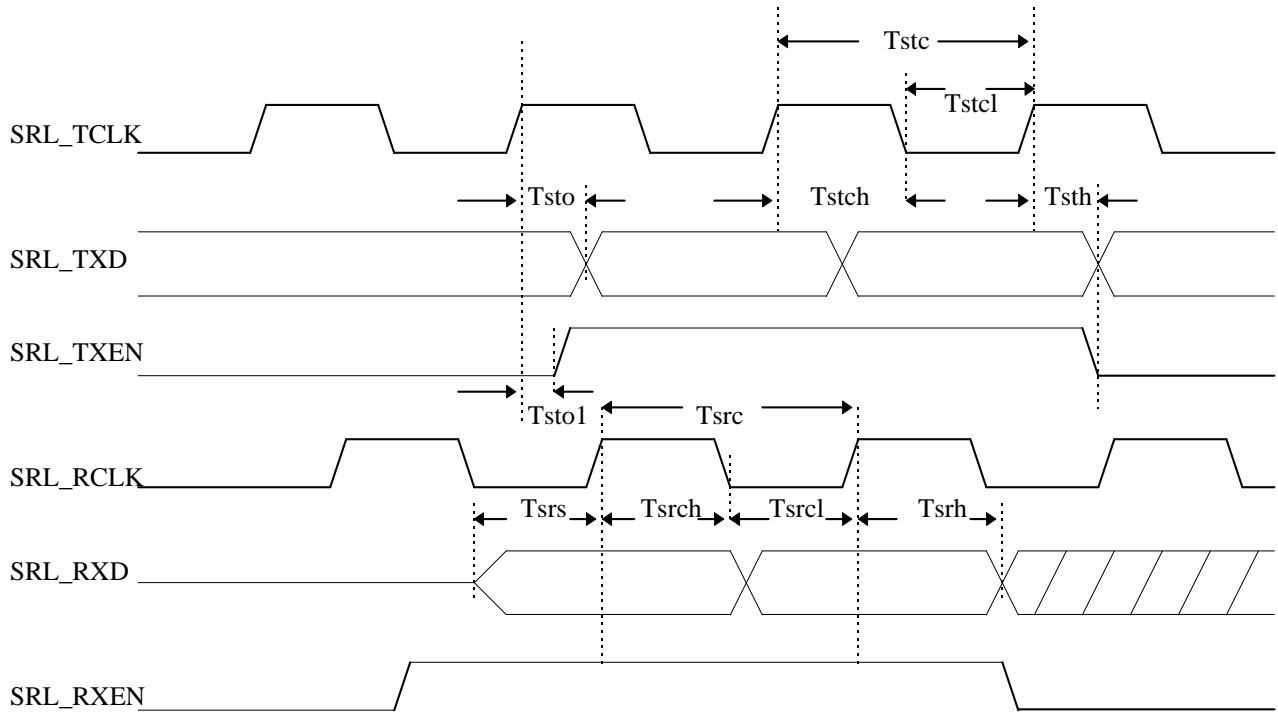 Tstc
Tstcl
SRL_TCLK
Tsto
Tstch
Tsth
SRL_TXD
SRL_TXEN
Tsto1
Tsrc
SRL_RCLK
Tsrs
Tsrch
Tsrcl
Tsrh
SRL_RXD
SRL_RXEN